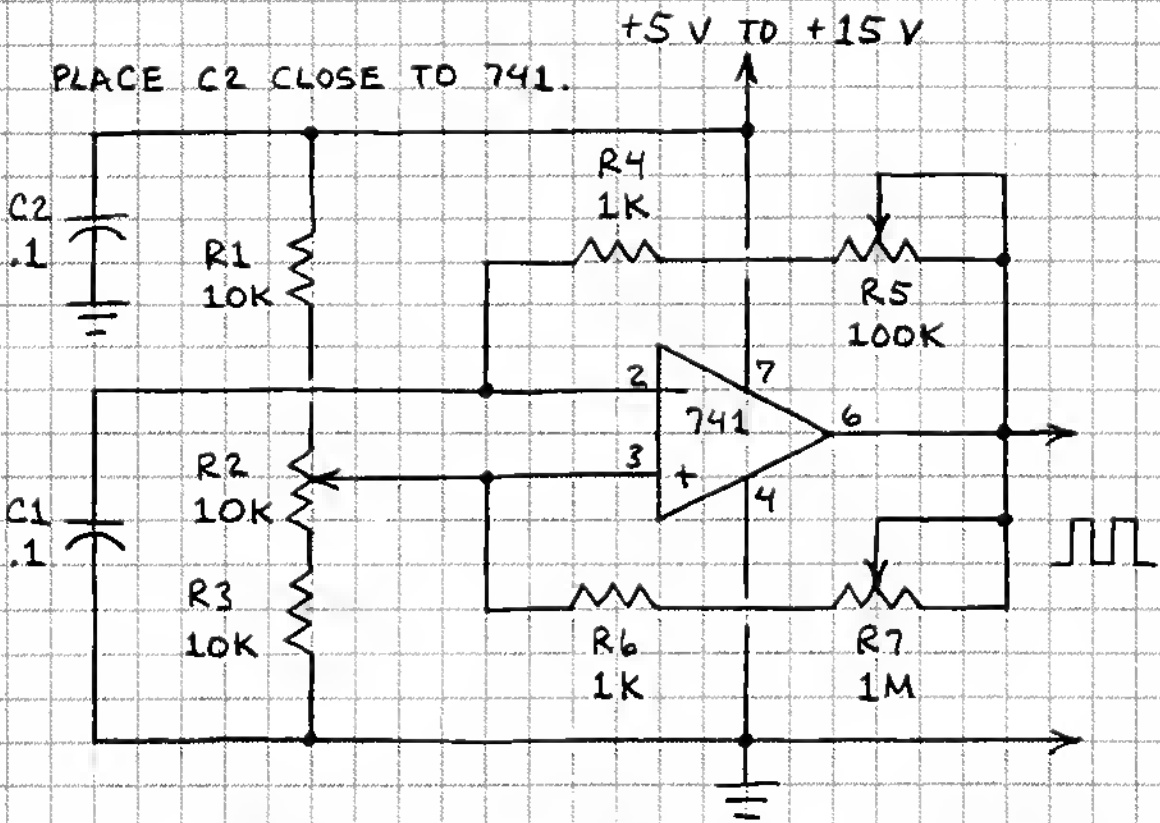 +5 V TO +15 V
PLACE C2 CLOSE TO 741.
R4
1K
C2
.1
R1
10K
R5
100K
2
7
741
6
3
+
4
R2
10K
C1
.1
R3
10K
R6
1K
R7
1M